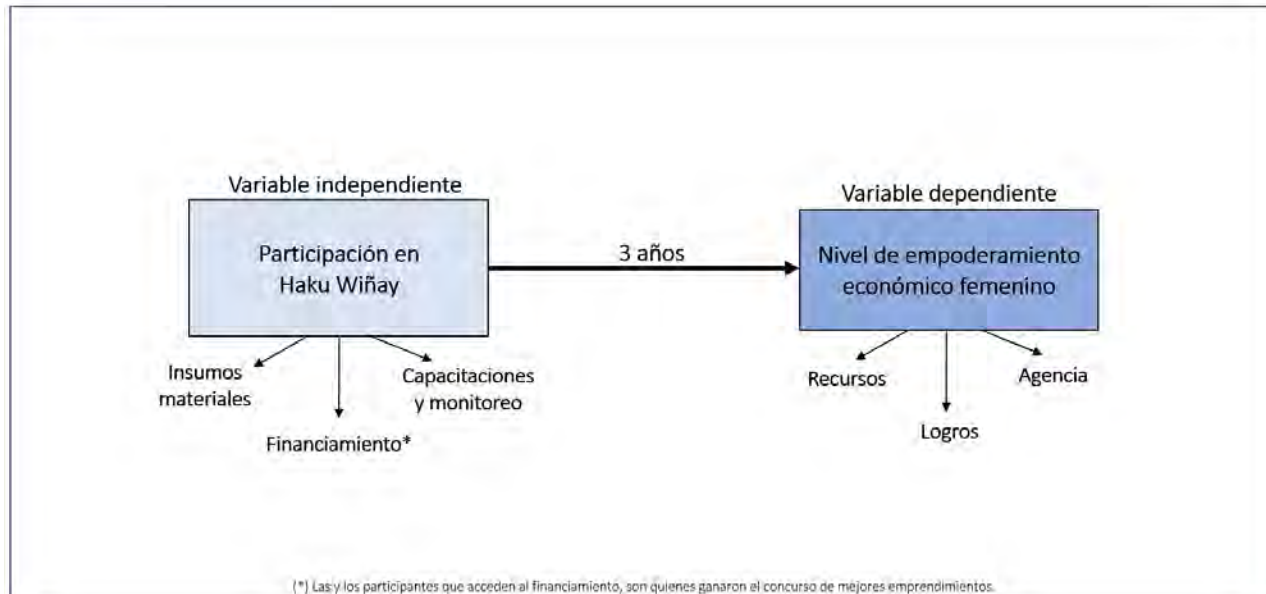 Variable independiente
Participación en
Haku Wiñay
Insumos
materiales
Financiamiento*
Capacitaciones
y monitoreo
3 años
Variable dependiente
Nivel de empoderamiento
económico femenino
Recursos
Logros
Agencia
(*) Las y los participantes que acceden al financiamiento, son quienes ganaron el concurso de mejores emprendimientos.